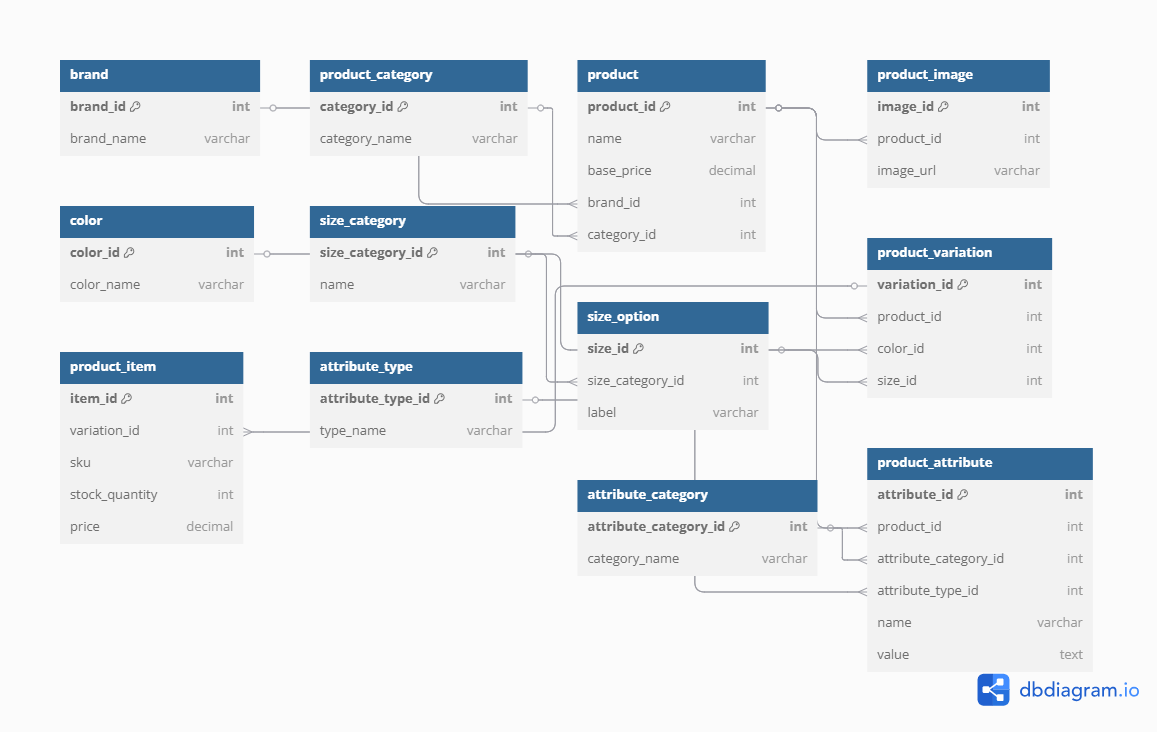 brand
brand_id int
brand_name varchar
product_category
category_id int
category_name varchar
product
product_id int
name varchar
base_price decimal
brand_id int
category_id int
product_image
image_id int
product_id int
image_url varchar
color
color_id int
color_name varchar
size_category
size_category_id int
name varchar
product_variation
variation_id int
product_id int
color_id int
size_id int
size_option
size_id int
size_category_id int
label varchar
product_item
item_id int
variation_id int
sku varchar
stock_quantity int
price decimal
attribute_type
attribute_type_id int
type_name varchar
attribute_category
attribute_category_id int
category_name varchar
product_attribute
attribute_id int
product_id int
attribute_category_id int
attribute_type_id int
name varchar
value text
dbdiagram.io